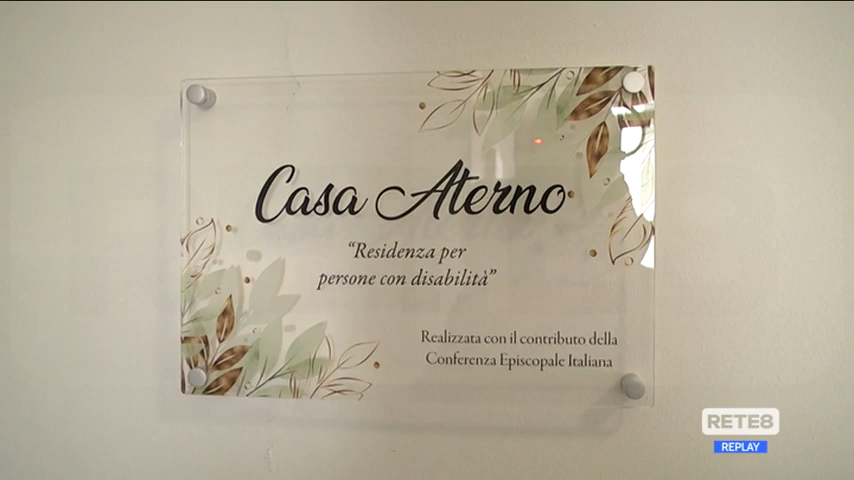 Casa Aterno
“Residenza per
persone con disabilità”
Realizzata con il contributo della
Conferenza Episcopale Italiana
RETE8
REPLAY